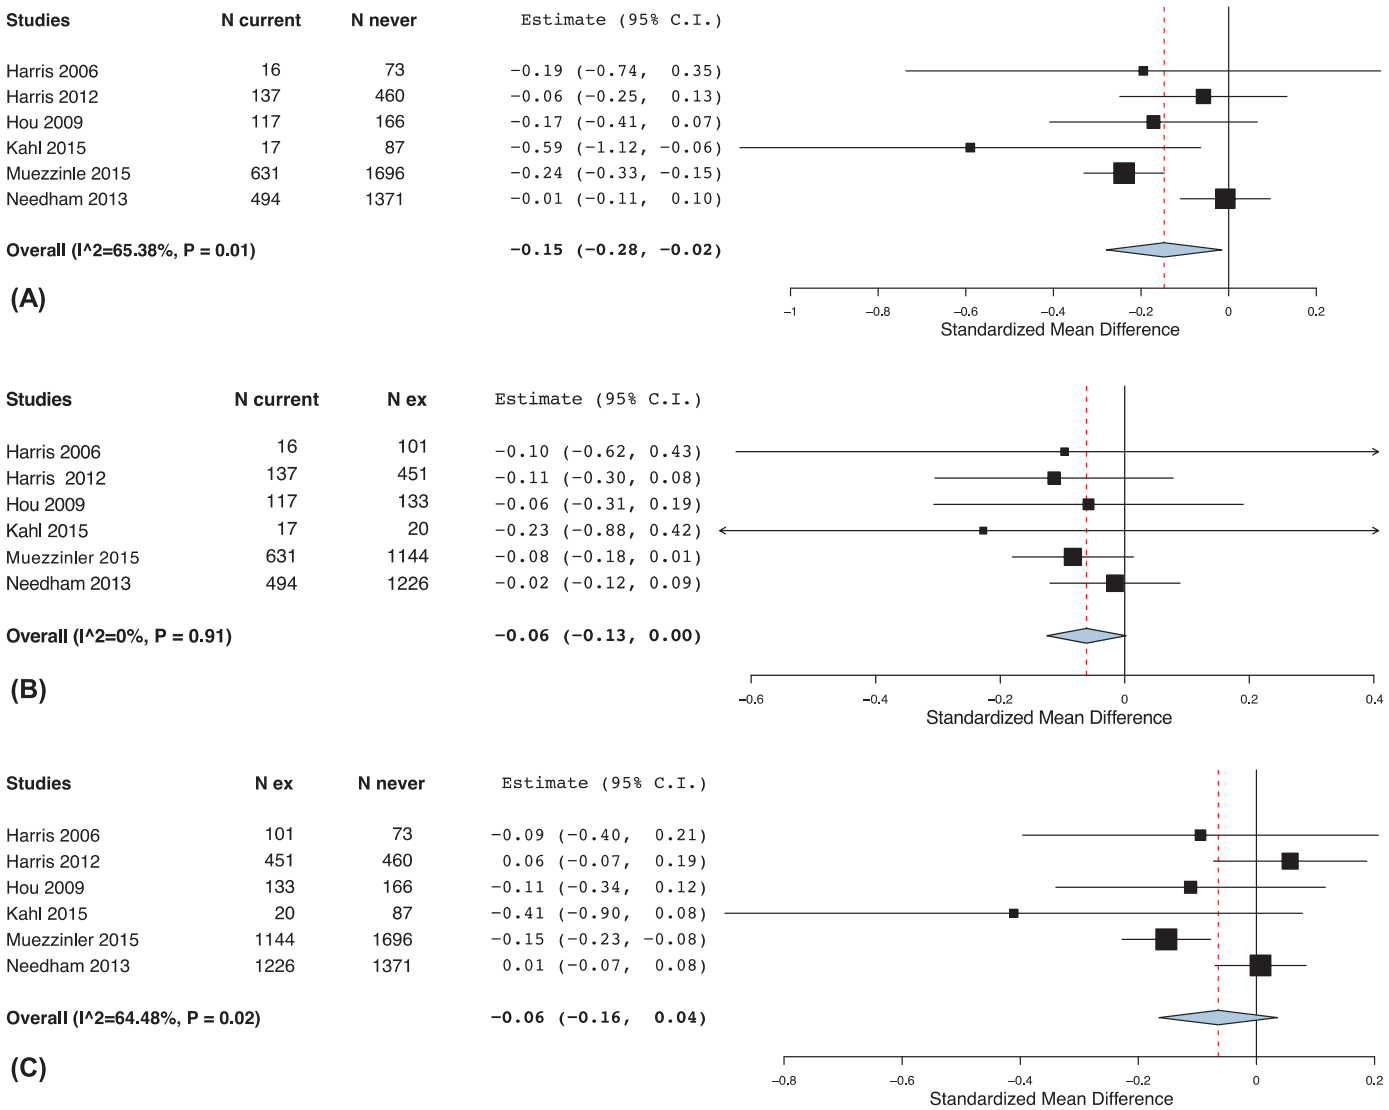 Studies N current N never Estimate (95% C.I.)
Harris 2006 16 73 −0.19 (−0.74, 0.35)
Harris 2012 137 460 −0.06 (−0.25, 0.13)
Hou 2009 117 166 −0.17 (−0.41, 0.07)
Kahl 2015 17 87 −0.59 (−1.12, −0.06)
Muezzinle 2015 631 1696 −0.24 (−0.33, −0.15)
Needham 2013 494 1371 −0.01 (−0.11, 0.10)
Overall (I^2=65.38%, P = 0.01) −0.15 (−0.28, −0.02)
(A)
−1 −0.8 −0.6 −0.4 −0.2 0 0.2
Standardized Mean Difference
Studies N current N ex Estimate (95% C.I.)
Harris 2006 16 101 −0.10 (−0.62, 0.43)
Harris 2012 137 451 −0.11 (−0.30, 0.08)
Hou 2009 117 133 −0.06 (−0.31, 0.19)
Kahl 2015 17 20 −0.23 (−0.88, 0.42)
Muezzinler 2015 631 1144 −0.08 (−0.18, 0.01)
Needham 2013 494 1226 −0.02 (−0.12, 0.09)
Overall (I^2=0%, P = 0.91) −0.06 (−0.13, 0.00)
(B)
−0.6 −0.4 −0.2 0 0.2 0.4
Standardized Mean Difference
Studies N ex N never Estimate (95% C.I.)
Harris 2006 101 73 −0.09 (−0.40, 0.21)
Harris 2012 451 460 0.06 (−0.07, 0.19)
Hou 2009 133 166 −0.11 (−0.34, 0.12)
Kahl 2015 20 87 −0.41 (−0.90, 0.08)
Muezzinler 2015 1144 1696 −0.15 (−0.23, −0.08)
Needham 2013 1226 1371 0.01 (−0.07, 0.08)
Overall (I^2=64.48%, P = 0.02) −0.06 (−0.16, 0.04)
(C)
−0.8 −0.6 −0.4 −0.2 0 0.2
Standardized Mean Difference